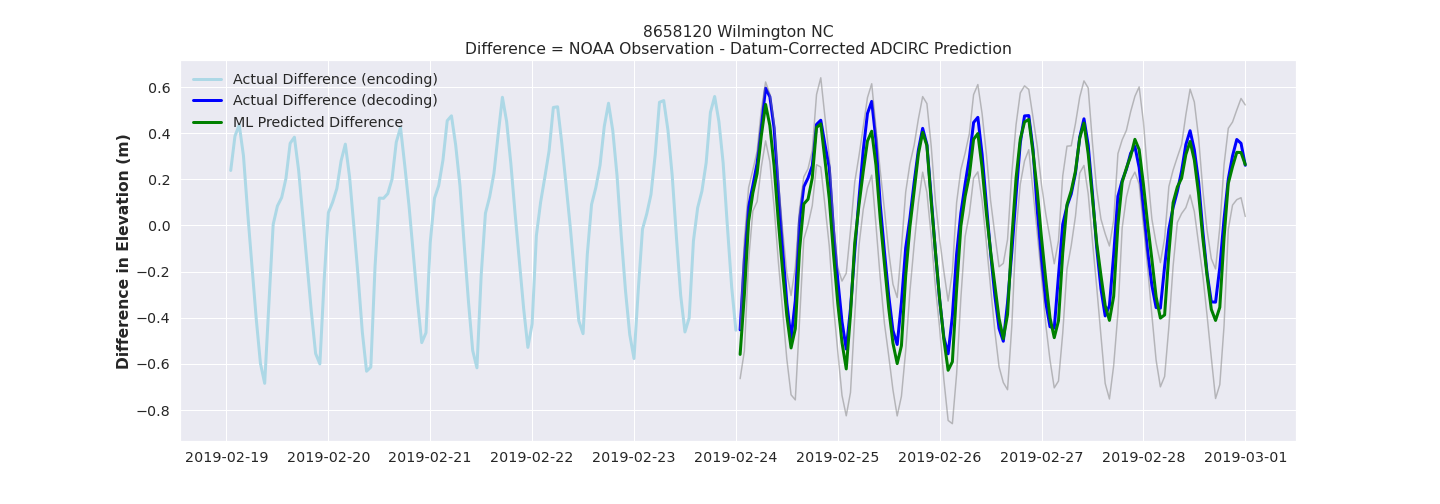 8658120 Wilmington NC
Difference = NOAA Observation - Datum-Corrected ADCIRC Prediction
Actual Difference (encoding)
Actual Difference (decoding)
ML Predicted Difference
Difference in Elevation (m)
0.6
0.4
0.2
0.0
−0.2
−0.4
−0.6
−0.8
2019-02-19 2019-02-20 2019-02-21 2019-02-22 2019-02-23 2019-02-24 2019-02-25 2019-02-26 2019-02-27 2019-02-28 2019-03-01